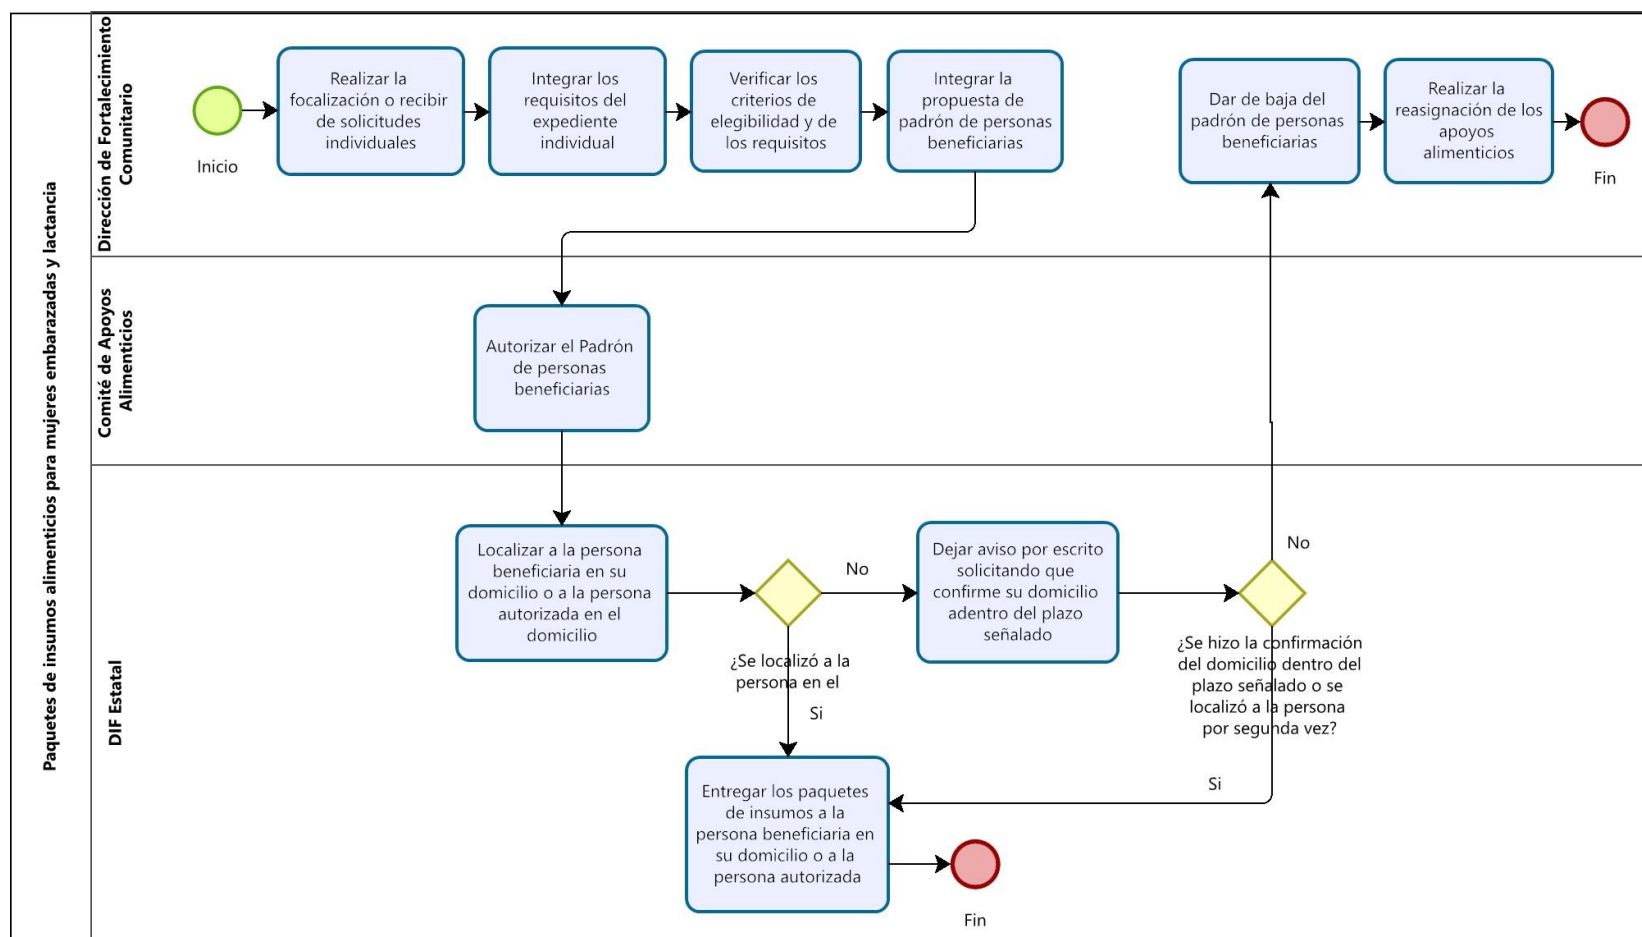 Paquetes de insumos alimenticios para mujeres embarazadas y lactancia
Dirección de Fortalecimiento
Comunitario
Inicio
Realizar la
focalización o recibir
de solicitudes
individuales
Integrar los
requisitos del
expediente
individual
Verificar los
criterios de
elegibilidad y de
los requisitos
Integrar la
propuesta de
padrón de personas
beneficiarias
Dar de baja del
padrón de personas
beneficiarias
Realizar la
reasignación de los
apoyos
alimenticios
Fin
Comité de Apoyos
Alimenticios
Autorizar el Padrón
de personas
beneficiarias
DIF Estatal
Localizar a la persona
beneficiaria en su
domicilio o a la persona
autorizada en el
domicilio
¿Se localizó a la
persona en el
No
Si
Dejar aviso por escrito
solicitando que
confirme su domicilio
adentro del plazo
señalado
No
¿Se hizo la confirmación
del domicilio dentro del
plazo señalado o se
localizó a la persona
por segunda vez?
Si
Entregar los paquetes
de insumos a la
persona beneficiaria en
su domicilio o a la
persona autorizada
Fin